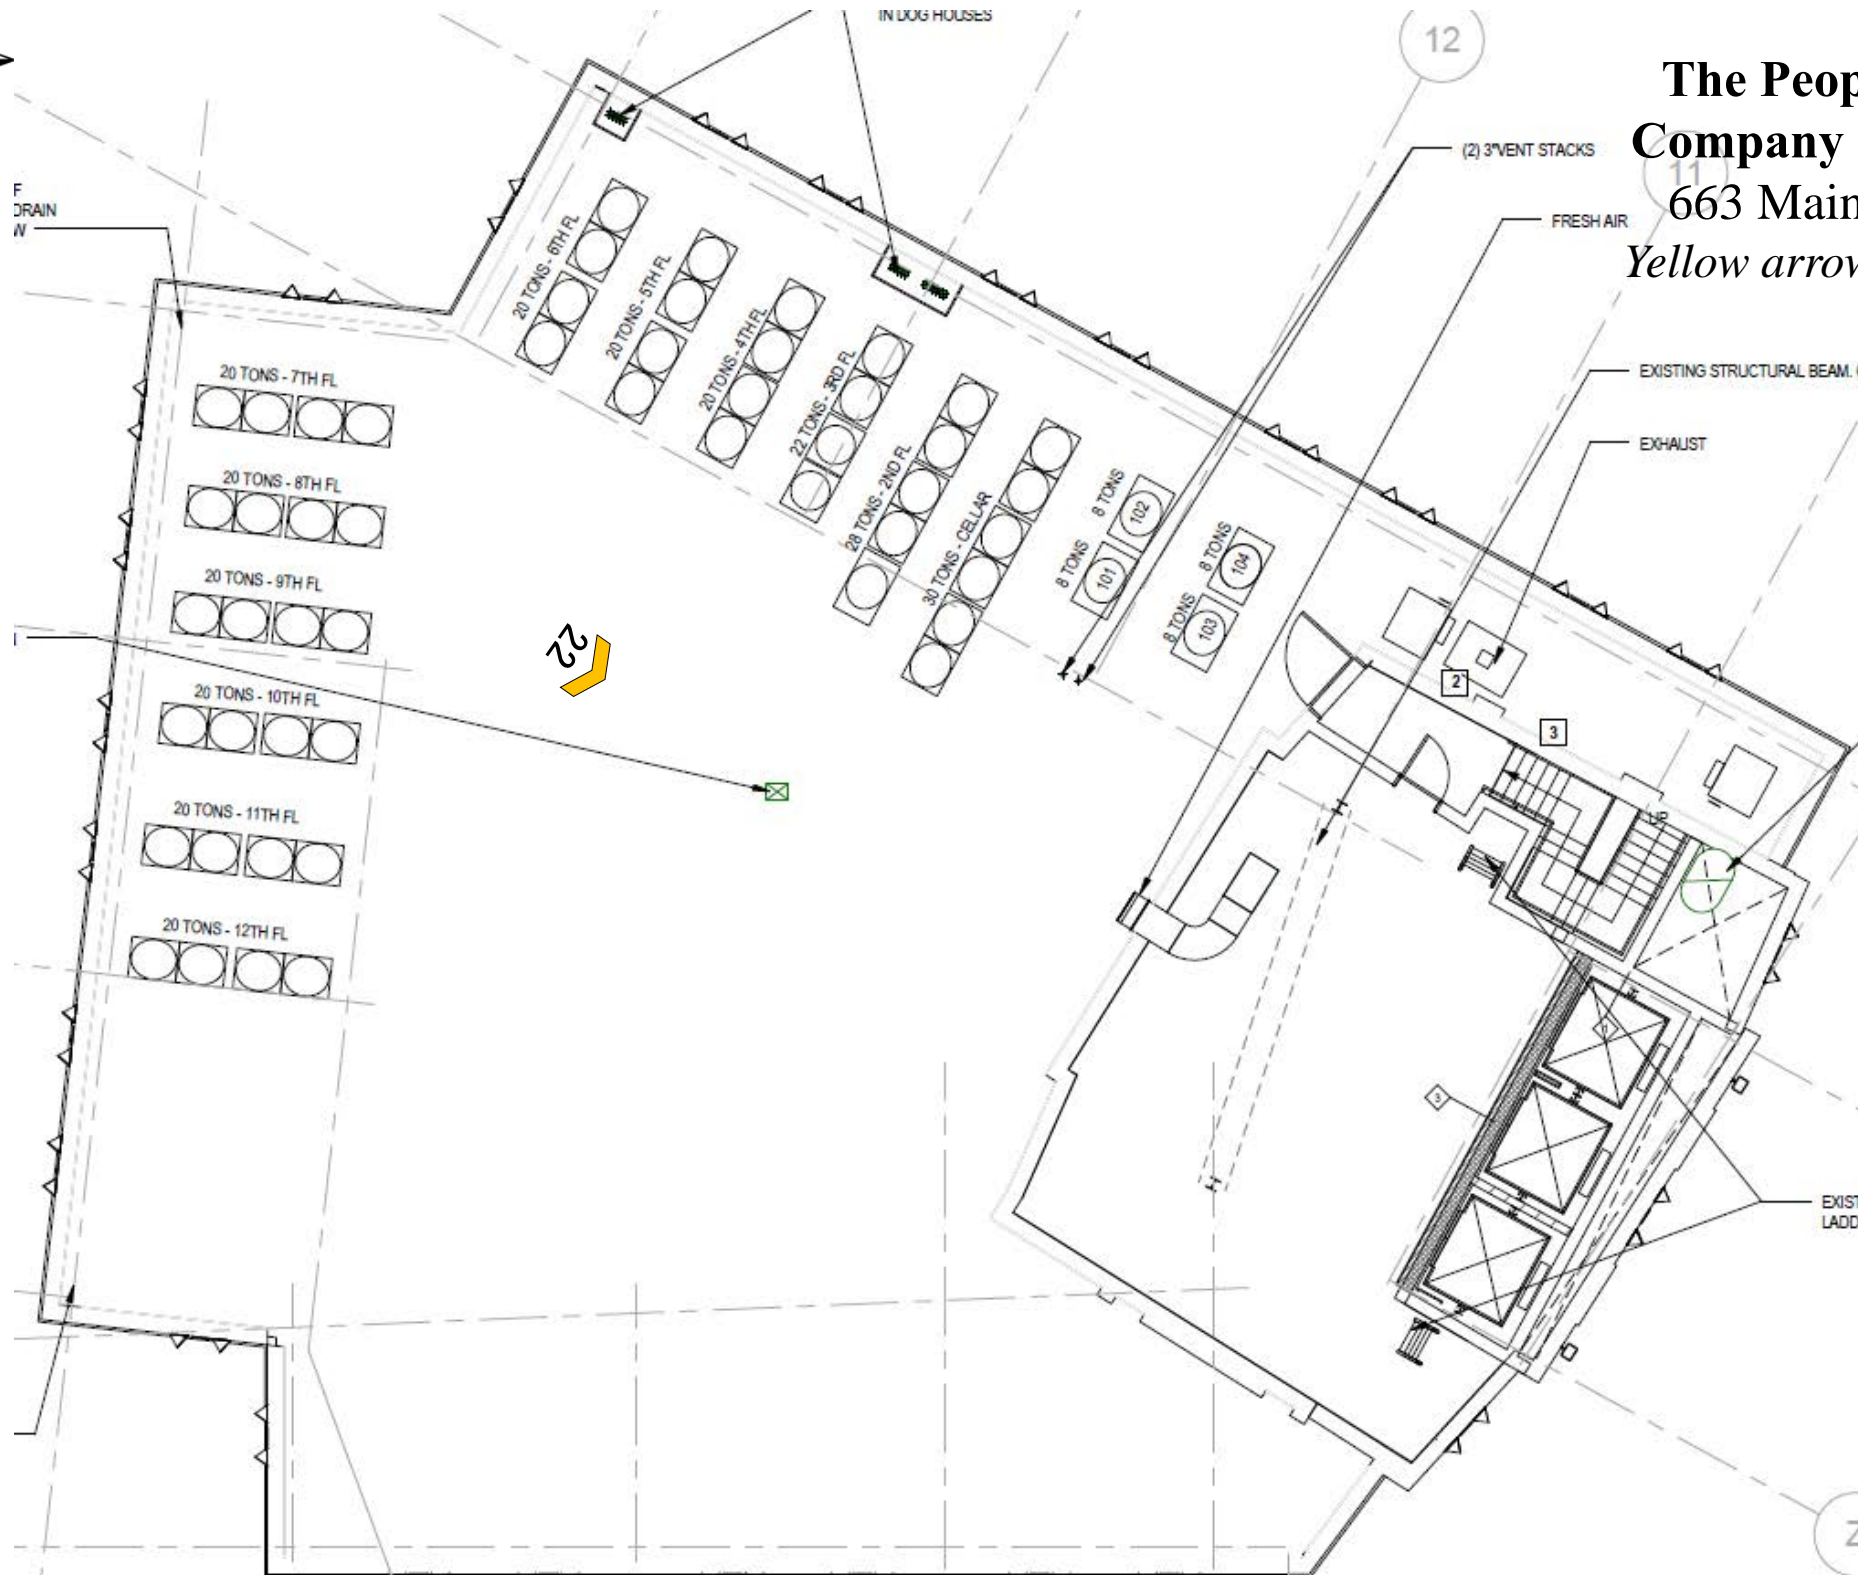 IN DOG HOUSES
12
The Peop
Company
11
663 Main
Yellow arrow
(2) 3"VENT STACKS
FRESH AIR
F
DRAIN
W
EXISTING STRUCTURAL BEAM.
EXHAUST
20 TONS - 6TH FL
20 TONS - 5TH FL
20 TONS - 4TH FL
22 TONS - 3RD FL
28 TONS - 2ND FL
30 TONS - CELLAR
8 TONS
102
8 TONS
101
8 TONS
104
8 TONS
103
20 TONS - 7TH FL
20 TONS - 8TH FL
20 TONS - 9TH FL
20 TONS - 10TH FL
20 TONS - 11TH FL
20 TONS - 12TH FL
22
2
3
UP
1
3
EXIST
LADD
Z